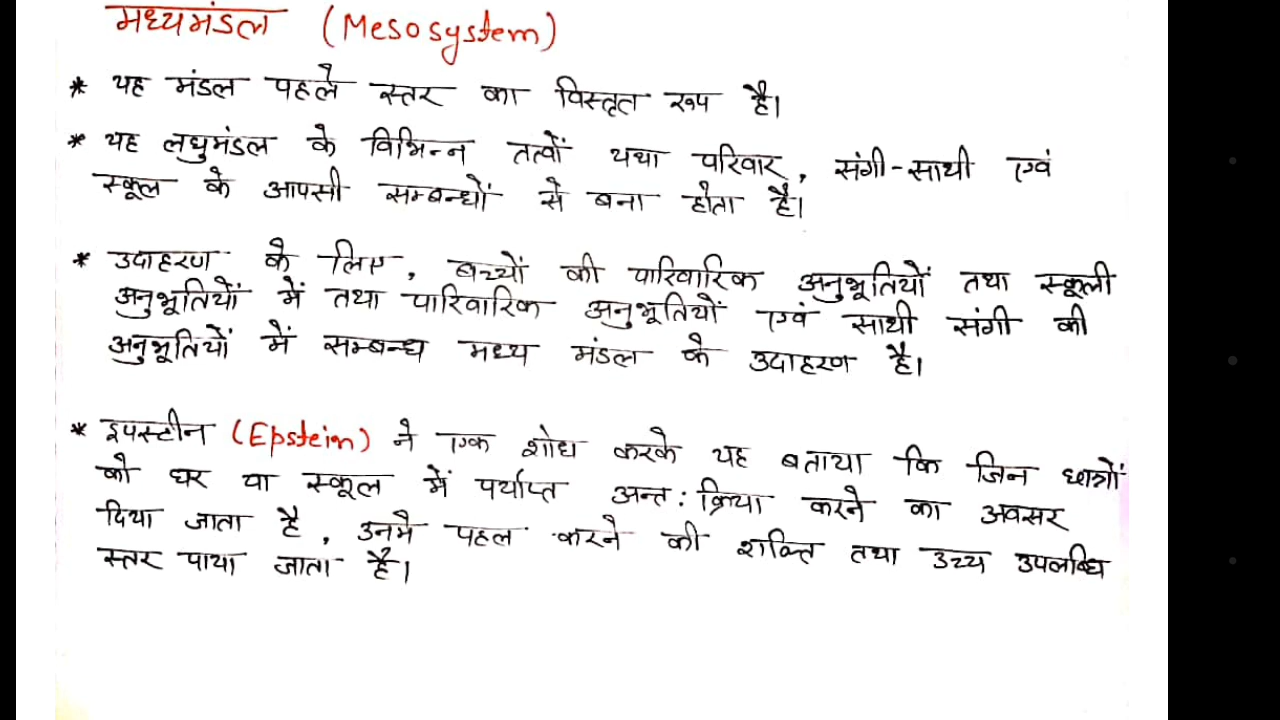 मध्यमंडल (Mesosystem)
* यह मंडल पहले स्तर का विस्तृत रूप है।
* यह लघुमंडल के विभिन्न तत्वों यथा परिवार, संगी-साथी एवं
स्कूल के आपसी सम्बन्धों से बना होता है।
* उदाहरण के लिए, बच्चों की पारिवारिक अनुभूतियों तथा स्कूली
अनुभूतियों में तथा पारिवारिक अनुभूतियों एवं साथी संगी की
अनुभूतियों में सम्बन्ध मध्य मंडल के उदाहरण है।
* इपस्टीन (Epstein) ने एक शोध करके यह बताया कि जिन छात्रों
को घर या स्कूल में पर्याप्त अन्त: क्रिया करने का अवसर
दिया जाता है, उनमे पहल करने की शक्ति तथा उच्च उपलब्धि
स्तर पाया जाता है।